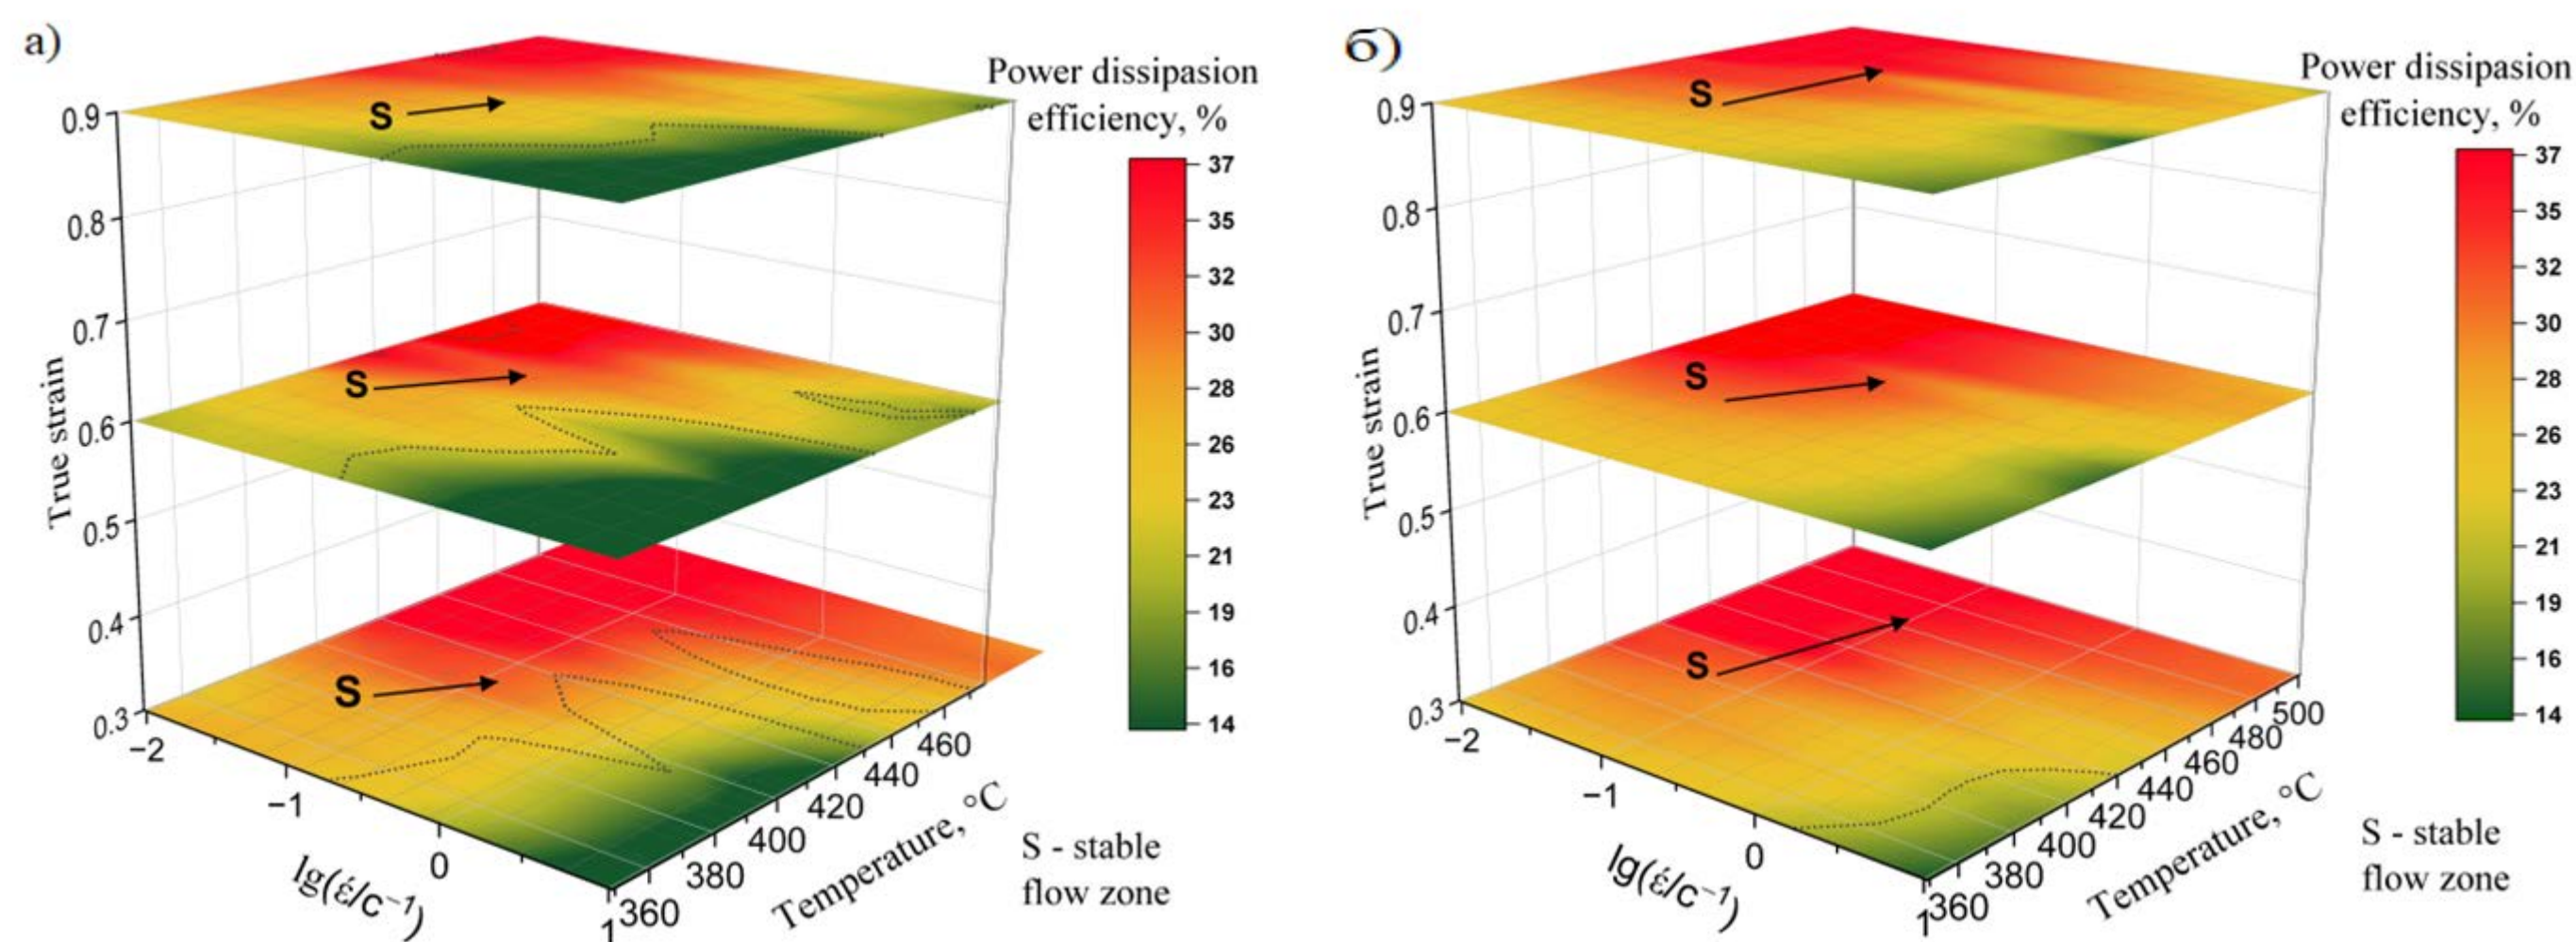 а)
Power dissipasion
efficiency, %
37
35
32
30
28
26
23
21
19
16
14
True strain
0.9
0.8
0.7
0.6
0.5
0.4
0.3
S
S
S
−2
−1
0
1
lg(έ/c⁻¹)
360
380
400
420
440
460
Temperature, °C
S - stable
flow zone
б)
Power dissipasion
efficiency, %
37
35
32
30
28
26
23
21
19
16
14
True strain
0.9
0.8
0.7
0.6
0.5
0.4
0.3
S
S
S
−2
−1
0
1
lg(έ/c⁻¹)
360
380
400
420
440
460
480
500
Temperature, °C
S - stable
flow zone